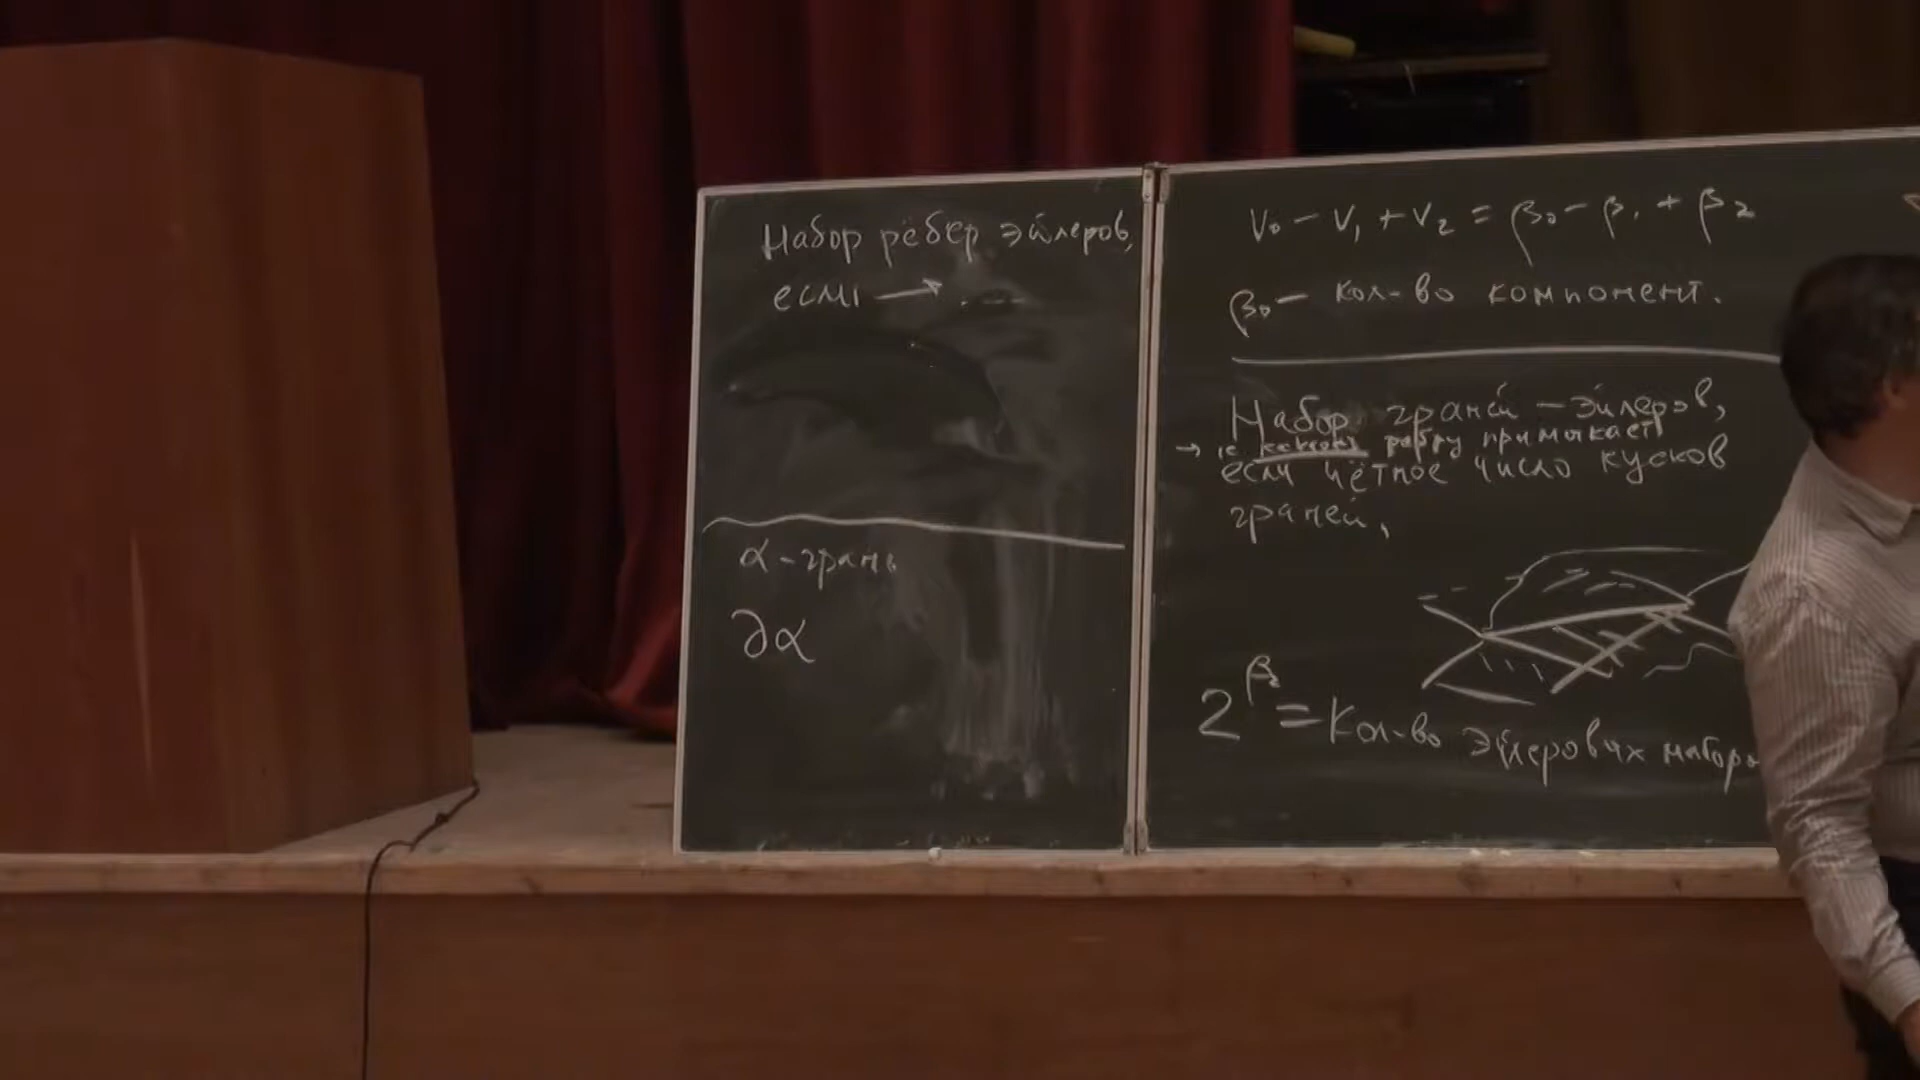 Набор рёбер эйлеров,
если →
α - грань
∂α
V₀ - V₁ + V₂ = β₀ - β₁ + β₂
β₀ - кол-во компонент.
Набор граней - эйлеров,
→ к каждому ребру примыкает
если чётное число кусков
граней,
2^β₂ = Кол-во эйлеровых